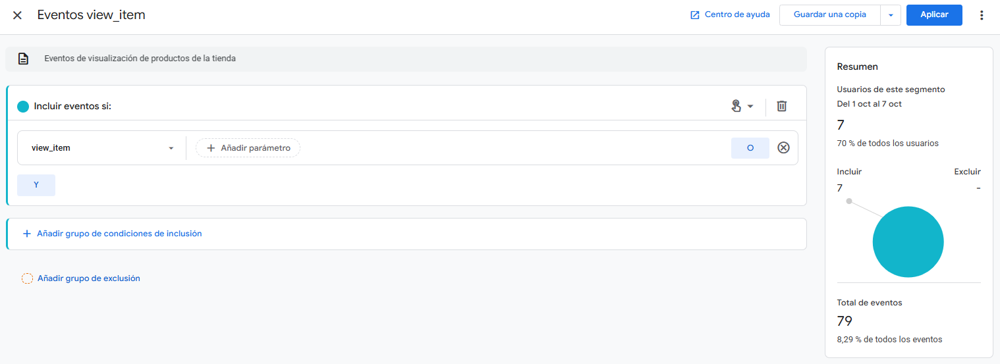 Eventos view_item
Centro de ayuda
Guardar una copia
Aplicar
Eventos de visualización de productos de la tienda
Incluir eventos si:
view_item
Añadir parámetro
O
Y
Añadir grupo de condiciones de inclusión
Añadir grupo de exclusión
Resumen
Usuarios de este segmento
Del 1 oct al 7 oct
7
70 % de todos los usuarios
Incluir Excluir
7 -
Total de eventos
79
8,29 % de todos los eventos